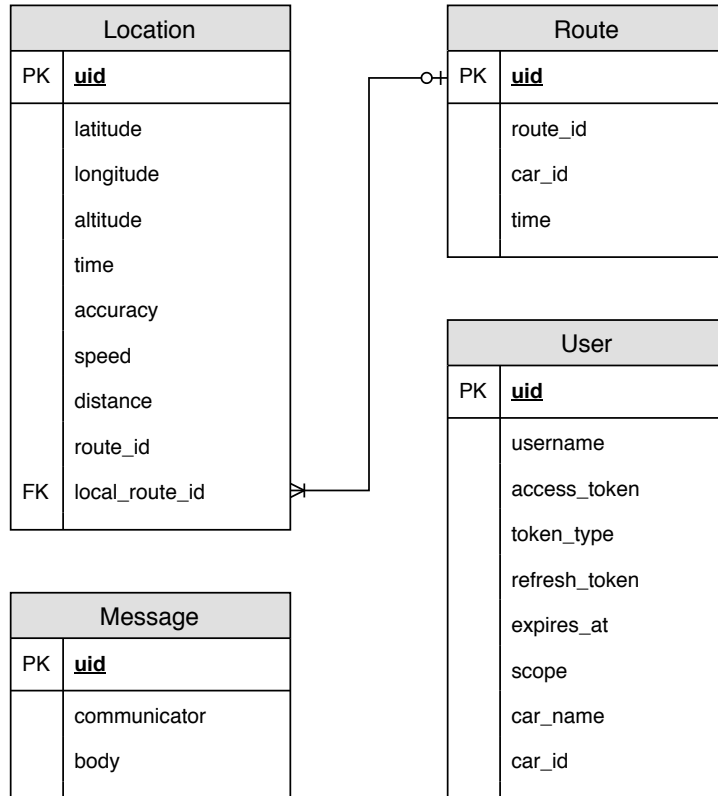 Location
PK uid
latitude
longitude
altitude
time
accuracy
speed
distance
route_id
FK local_route_id
Route
PK uid
route_id
car_id
time
User
PK uid
username
access_token
token_type
refresh_token
expires_at
scope
car_name
car_id
Message
PK uid
communicator
body